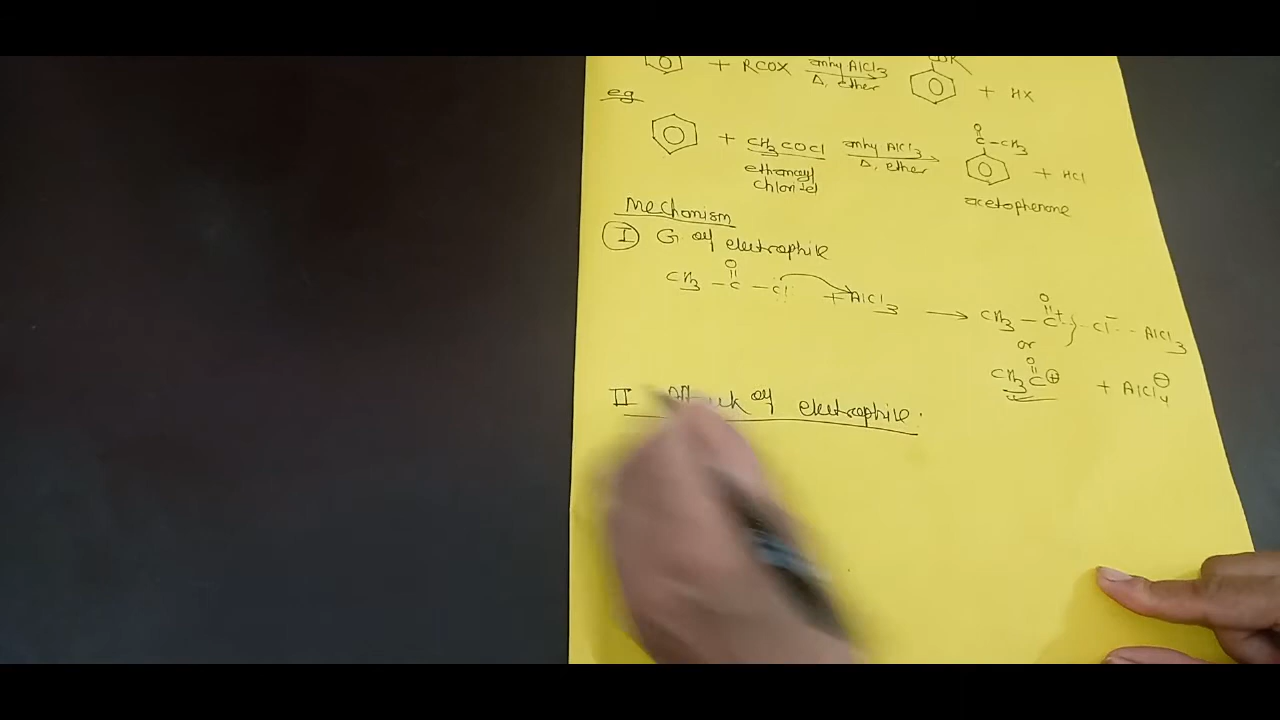 + RCOX anhy AlCl3 Δ, ether + HX
eg
+ CH3COCl anhy AlCl3 Δ, ether O C-CH3 + HCl
ethanoyl chloride acetophenone
Mechanism
I G of electrophile
CH3 - C - Cl + AlCl3 → CH3 - C+ Cl- -- AlCl3
O O
or
CH3C⊕ + AlCl4⊖
O
II of electrophile.